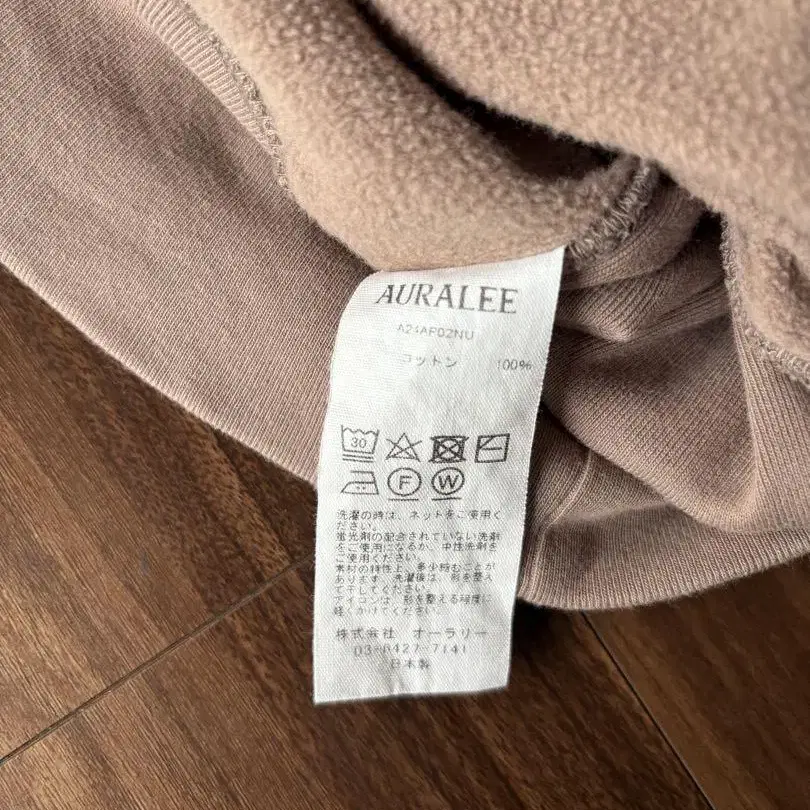 AURALEE
A24AP02NU
コットン 100%
30
F W
洗濯の時は、ネットをご使用く
ださい。
蛍光剤の配合されていない洗剤
をご使用になるか、中性洗剤を
ご使用ください。
素材の特性上、多少縮むことが
あります。洗濯後は、形を整え
て干してください。
アイロンは、形を整える程度に
軽くかけてください。
株式会社 オーラリー
03-6427-7141
日本製